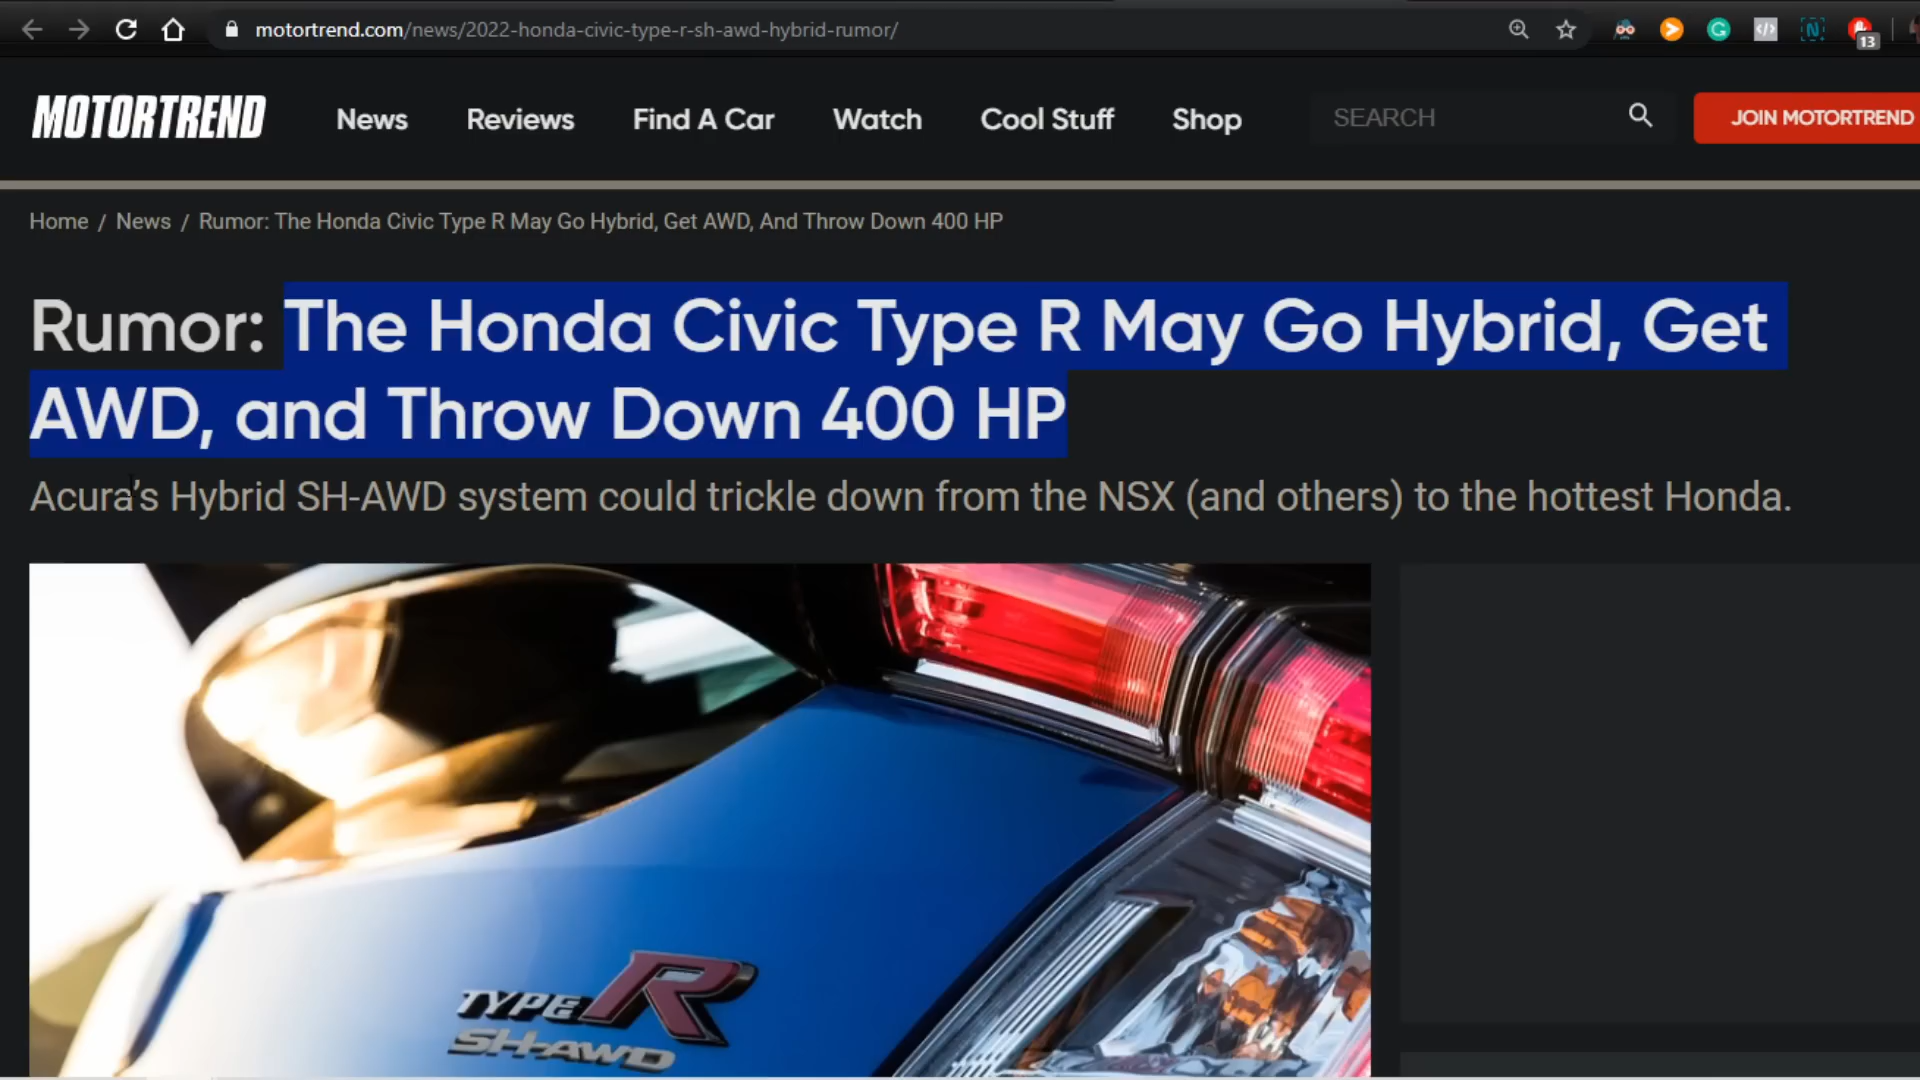 motortrend.com/news/2022-honda-civic-type-r-sh-awd-hybrid-rumor/
13
MOTORTREND News Reviews Find A Car Watch Cool Stuff Shop SEARCH JOIN MOTORTREND
Home / News / Rumor: The Honda Civic Type R May Go Hybrid, Get AWD, And Throw Down 400 HP
Rumor: The Honda Civic Type R May Go Hybrid, Get
AWD, and Throw Down 400 HP
Acura’s Hybrid SH-AWD system could trickle down from the NSX (and others) to the hottest Honda.
TYPE R
SH-AWD